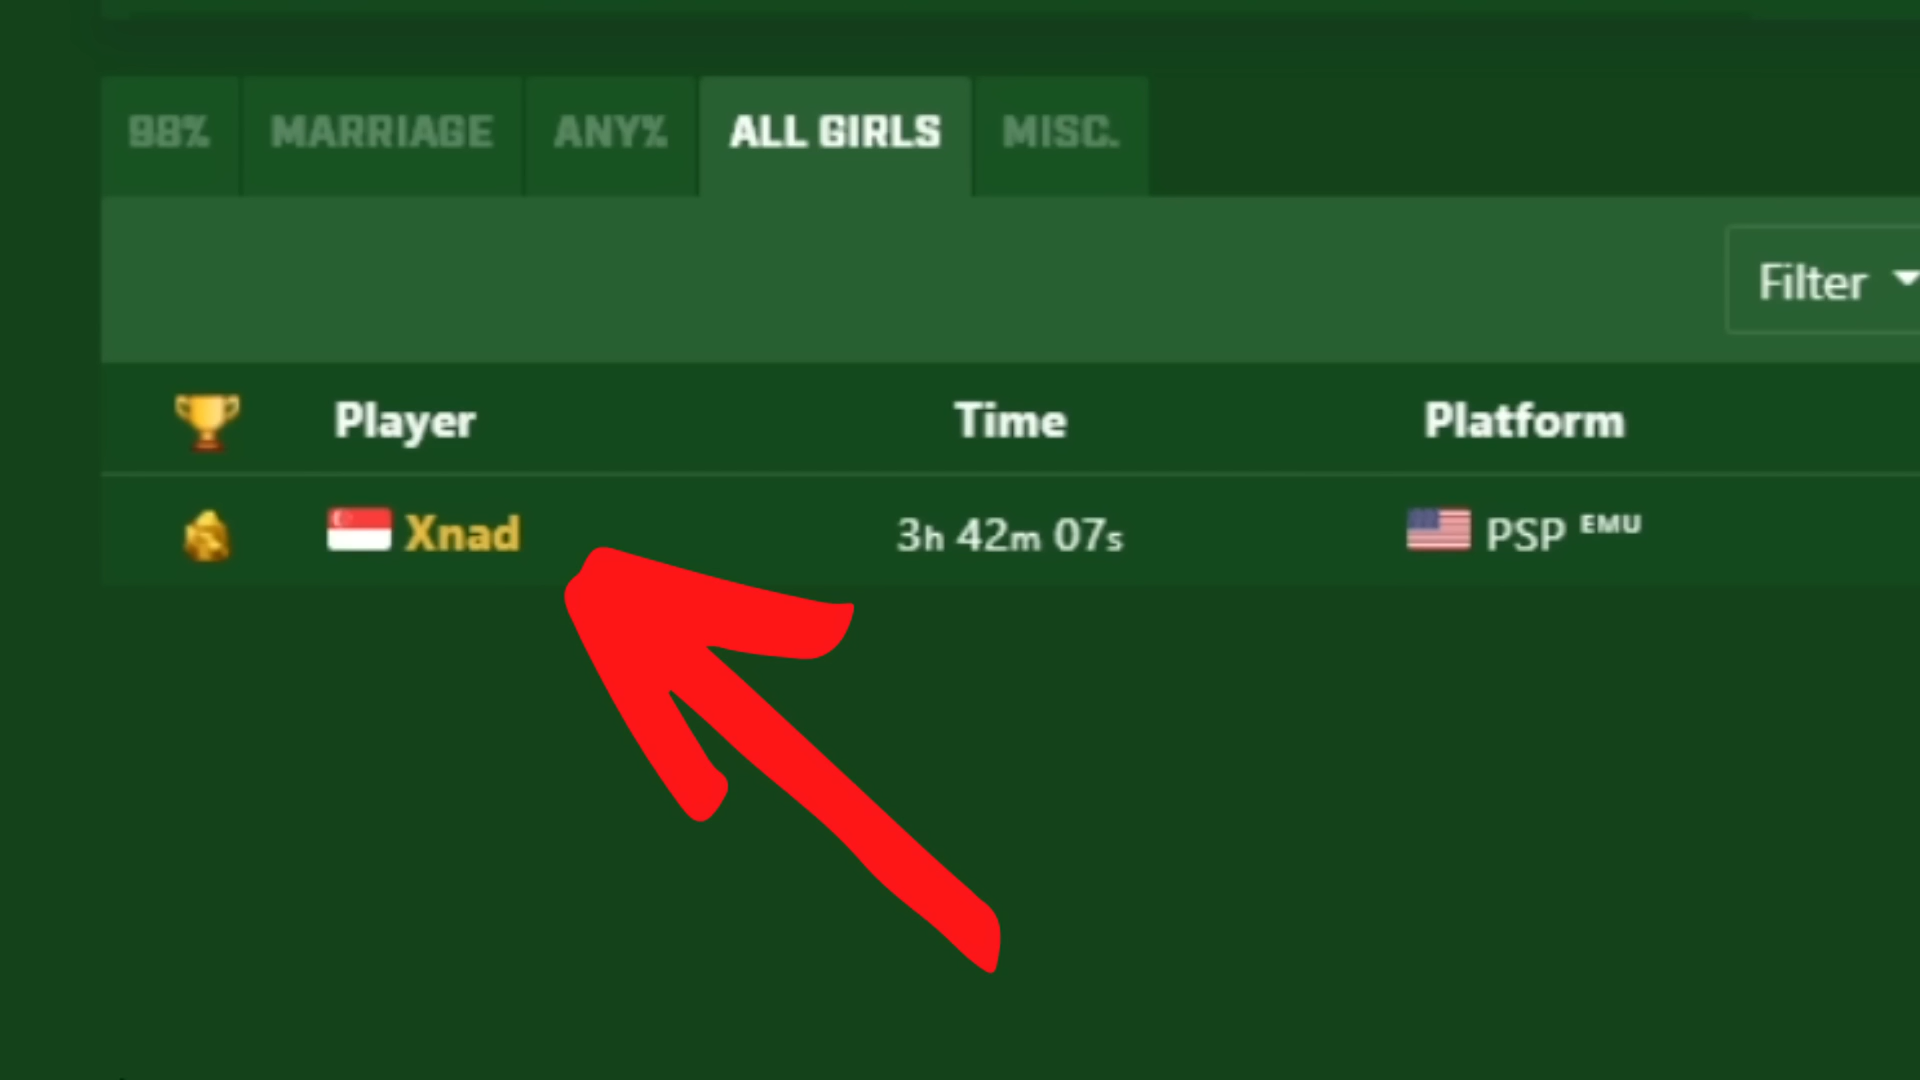 98% MARRIAGE ANY% ALL GIRLS MISC.
Filter
Player Time Platform
Xnad 3h 42m 07s PSP EMU